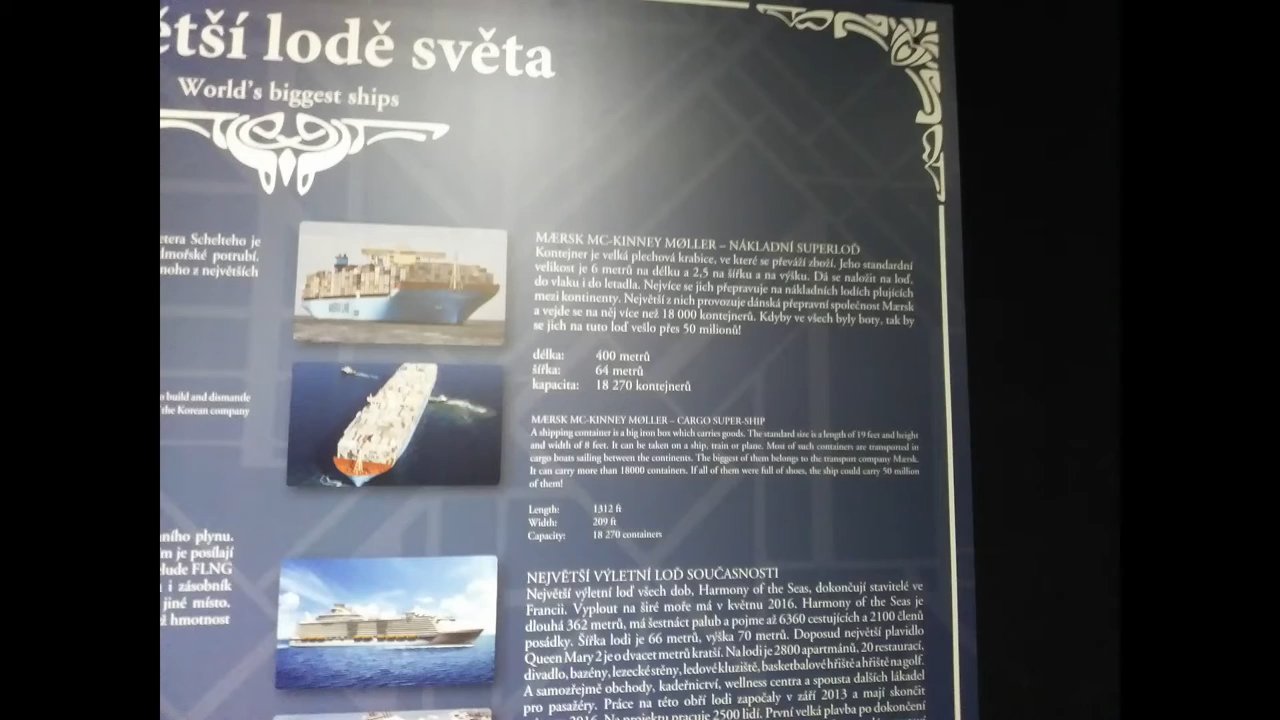 ětší lodě světa
World's biggest ships
etera Schelteho je
lmořské potrubí.
noho z největších
build and dismantle
the Korean company
ního plynu.
m je posílají
lude FLNG
i zásobník
jiné místo.
ž hmotnost
MÆRSK MC-KINNEY MØLLER – NÁKLADNÍ SUPERLOĎ
Kontejner je velká plechová krabice, ve které se převáží zboží. Jeho standardní
velikost je 6 metrů na délku a 2,5 na šířku a na výšku. Dá se naložit na loď,
do vlaku i do letadla. Nejvíce se jich přepravuje na nákladních lodích plujících
mezi kontinenty. Největší z nich provozuje dánská přepravní společnost Mærsk
a vejde se na něj více než 18 000 kontejnerů. Kdyby ve všech byly boty, tak by
se jich na tuto loď vešlo přes 50 milionů!
délka: 400 metrů
šířka: 64 metrů
kapacita: 18 270 kontejnerů
MÆRSK MC-KINNEY MØLLER – CARGO SUPER-SHIP
A shipping container is a big iron box which carries goods. The standard size is a length of 19 feet and height
and width of 8 feet. It can be taken on a ship, train or plane. Most of such containers are transported in
cargo boats sailing between the continents. The biggest of them belongs to the transport company Mærsk.
It can carry more than 18000 containers. If all of them were full of shoes, the ship could carry 50 million
of them!
Length: 1312 ft
Width: 209 ft
Capacity: 18 270 containers
NEJVĚTŠÍ VÝLETNÍ LOĎ SOUČASNOSTI
Největší výletní loď všech dob, Harmony of the Seas, dokončují stavitelé ve
Francii. Vyplout na širé moře má v květnu 2016. Harmony of the Seas je
dlouhá 362 metrů, má šestnáct palub a pojme až 6360 cestujících a 2100 členů
posádky. Šířka lodi je 66 metrů, výška 70 metrů. Doposud největší plavidlo
Queen Mary 2 je o dvacet metrů kratší. Na lodi je 2800 apartmánů, 20 restaurací,
divadlo, bazény, lezecké stěny, ledové kluziště, basketbalové hřiště a hřiště na golf.
A samozřejmě obchody, kadeřnictví, wellness centra a spousta dalších lákadel
pro pasažéry. Práce na této obří lodi započaly v září 2013 a mají skončit
2016. Na projektu pracuje 2500 lidí. První velká plavba po dokončení